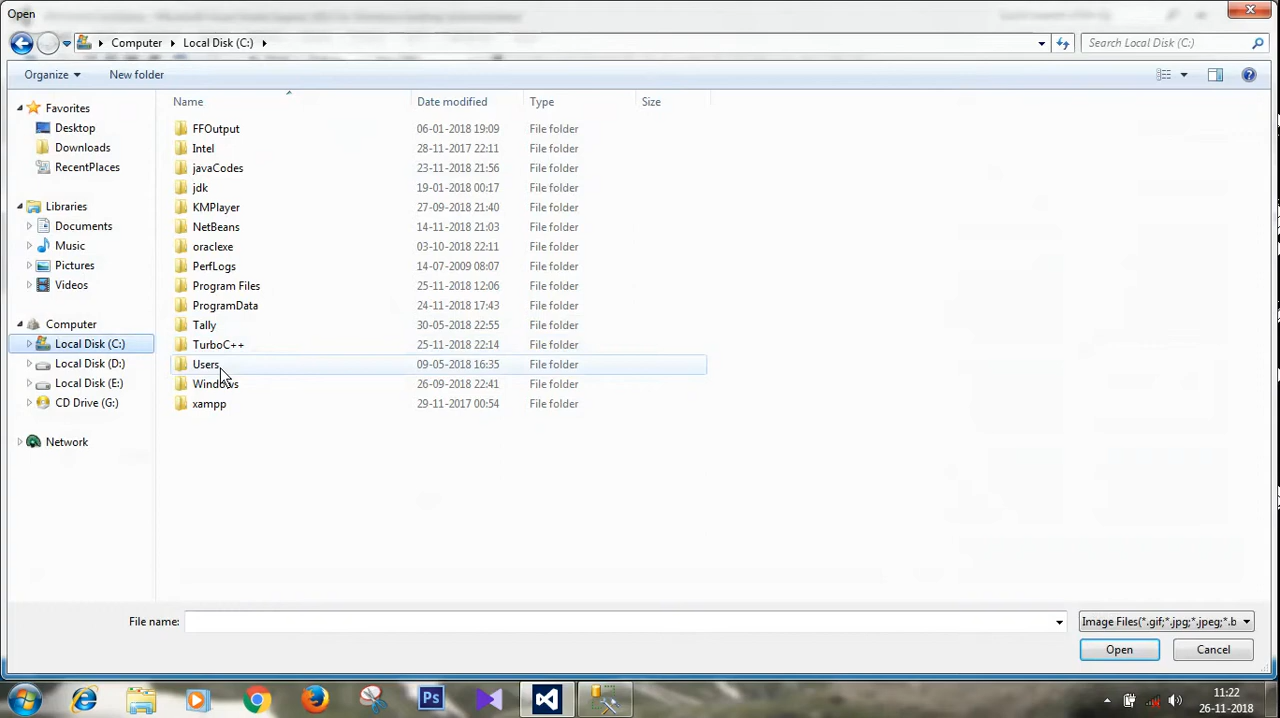 Open
Computer Local Disk (C:)
Search Local Disk (C:)
Organize New folder
Name Date modified Type Size
Favorites
Desktop
Downloads
RecentPlaces
Libraries
Documents
Music
Pictures
Videos
Computer
Local Disk (C:)
Local Disk (D:)
Local Disk (E:)
CD Drive (G:)
Network
FFOutput 06-01-2018 19:09 File folder
Intel 28-11-2017 22:11 File folder
javaCodes 23-11-2018 21:56 File folder
jdk 19-01-2018 00:17 File folder
KMPlayer 27-09-2018 21:40 File folder
NetBeans 14-11-2018 21:03 File folder
oraclexe 03-10-2018 22:11 File folder
PerfLogs 14-07-2009 08:07 File folder
Program Files 25-11-2018 12:06 File folder
ProgramData 24-11-2018 17:43 File folder
Tally 30-05-2018 22:55 File folder
TurboC++ 25-11-2018 22:14 File folder
Users 09-05-2018 16:35 File folder
Windows 26-09-2018 22:41 File folder
xampp 29-11-2017 00:54 File folder
File name:
Image Files(*.gif;*.jpg;*.jpeg;*.b
Open Cancel
Ps
11:22
26-11-2018